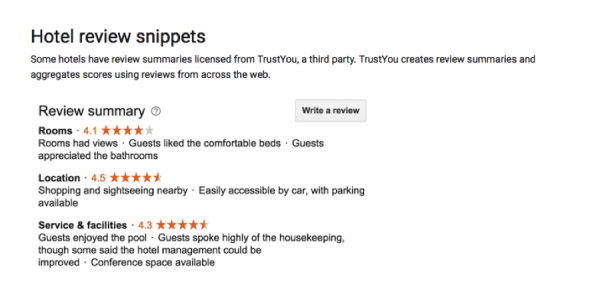 Hotel review snippets
Some hotels have review summaries licensed from TrustYou, a third party. TrustYou creates review summaries and
aggregates scores using reviews from across the web.
Review summary ?
Write a review
Rooms · 4.1 ★★★★★
Rooms had views · Guests liked the comfortable beds · Guests
appreciated the bathrooms
Location · 4.5
Shopping and sightseeing nearby · Easily accessible by car, with parking
available
Service & facilities · 4.3
Guests enjoyed the pool · Guests spoke highly of the housekeeping,
though some said the hotel management could be
improved · Conference space available